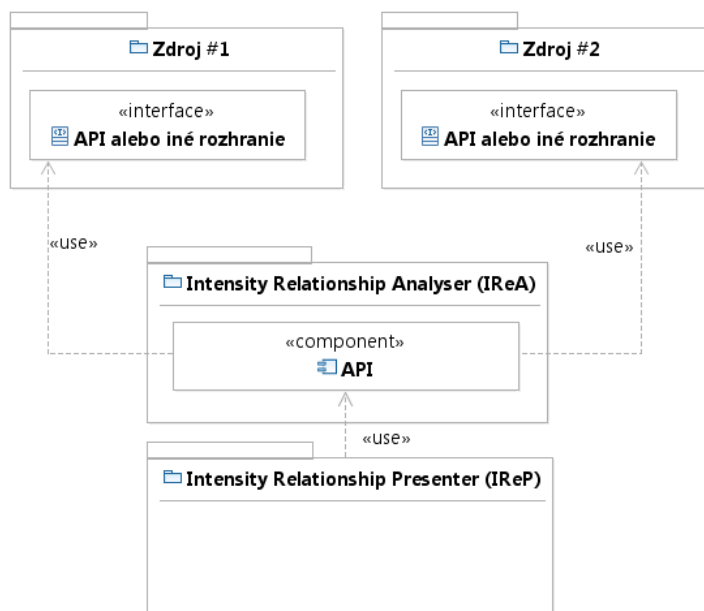 Zdroj #1
«interface»
API alebo iné rozhranie
Zdroj #2
«interface»
API alebo iné rozhranie
«use»
«use»
Intensity Relationship Analyser (IReA)
«component»
API
«use»
Intensity Relationship Presenter (IReP)